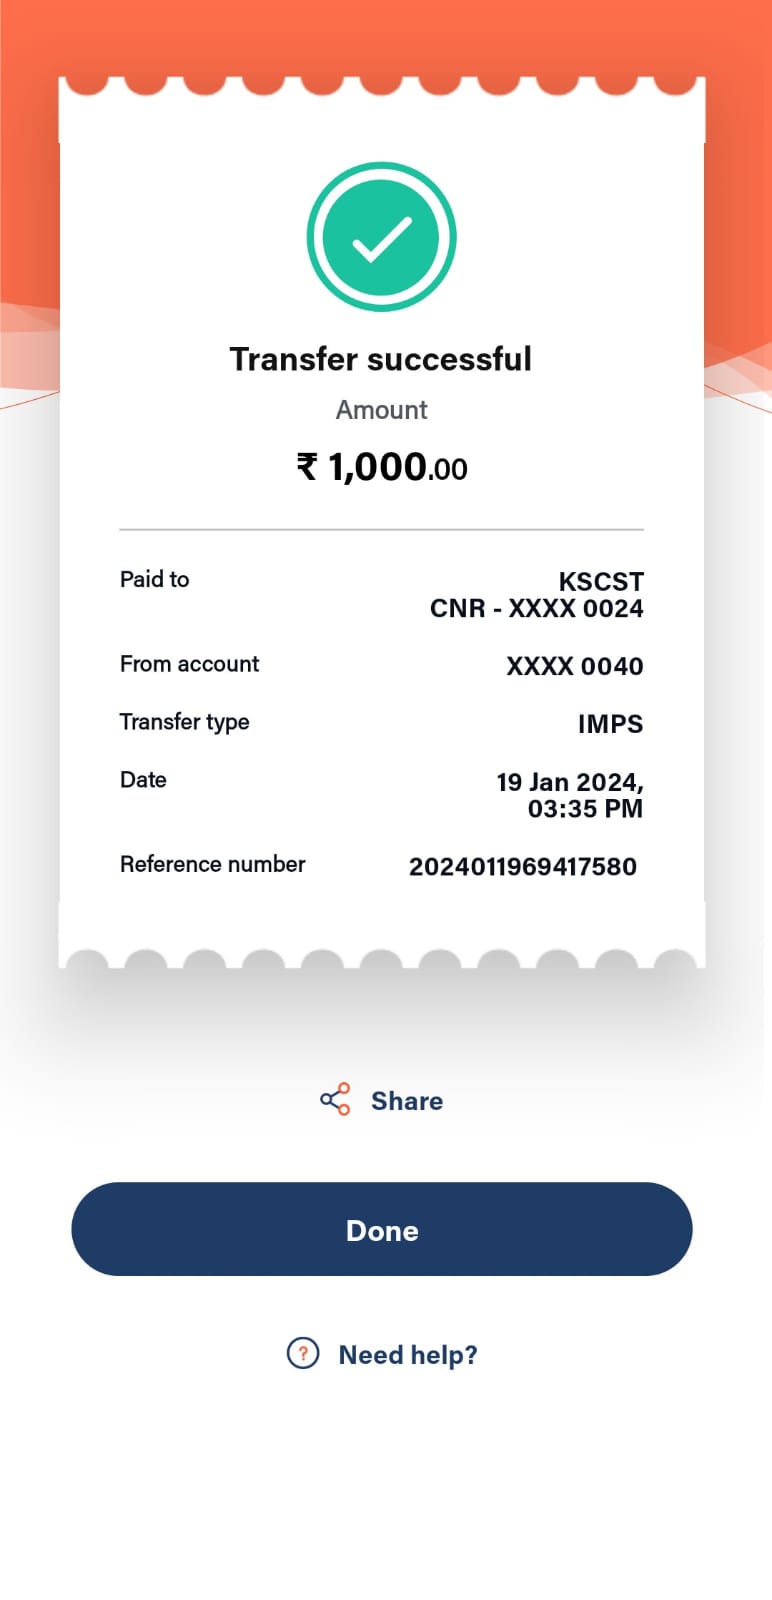 Transfer successful
Amount
₹ 1,000.00
Paid to
KSCST
CNR - XXXX 0024
From account
XXXX 0040
Transfer type
IMPS
Date
19 Jan 2024,
03:35 PM
Reference number
2024011969417580
Share
Done
? Need help?